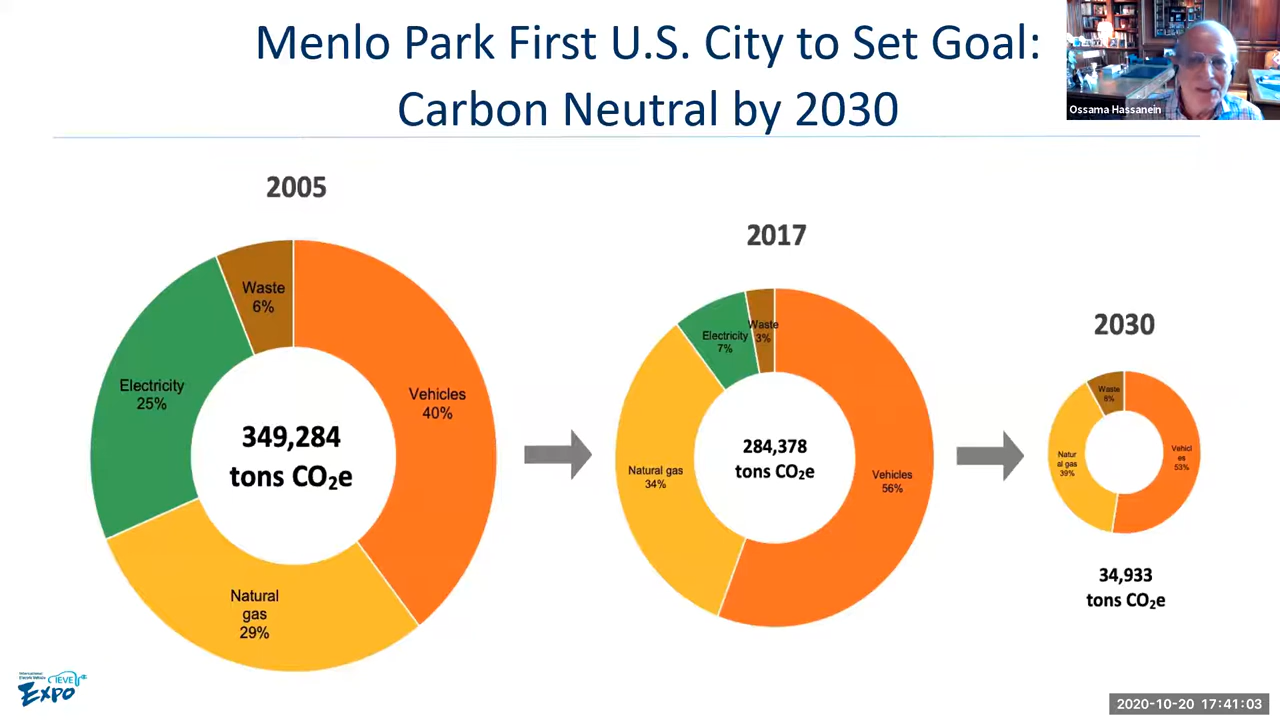 Menlo Park First U.S. City to Set Goal:
Carbon Neutral by 2030
Ossama Hassanein
2005
Waste
6%
Electricity
25%
Vehicles
40%
349,284
tons CO₂e
Natural
gas
29%
2017
Electricity
7%
Waste
3%
Natural gas
34%
284,378
tons CO₂e
Vehicles
56%
2030
Waste
8%
Natur
al gas
39%
Vehicl
es
53%
34,933
tons CO₂e
IEVE
EXPO
2020-10-20 17:41:03